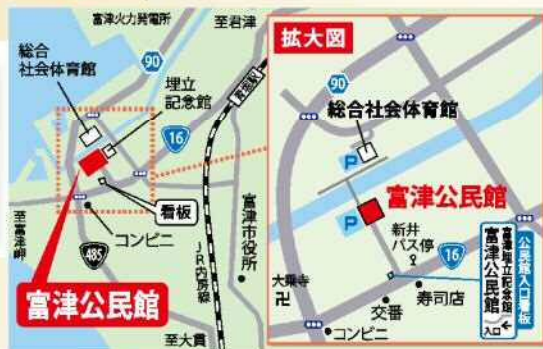 富津火力発電所
至君津
総合
社会体育館
90
埋立
記念館
青堀駅
16
看板
至富津岬
コンビニ
465
富津市役所
JR内房線
富津公民館
至大貫
拡大図
90
総合社会体育館
P
富津公民館
P
新井
バス停
16
大乗寺
卍
交番
寿司店
コンビニ
公民館入口看板
富津埋立記念館
富津公民館
入口